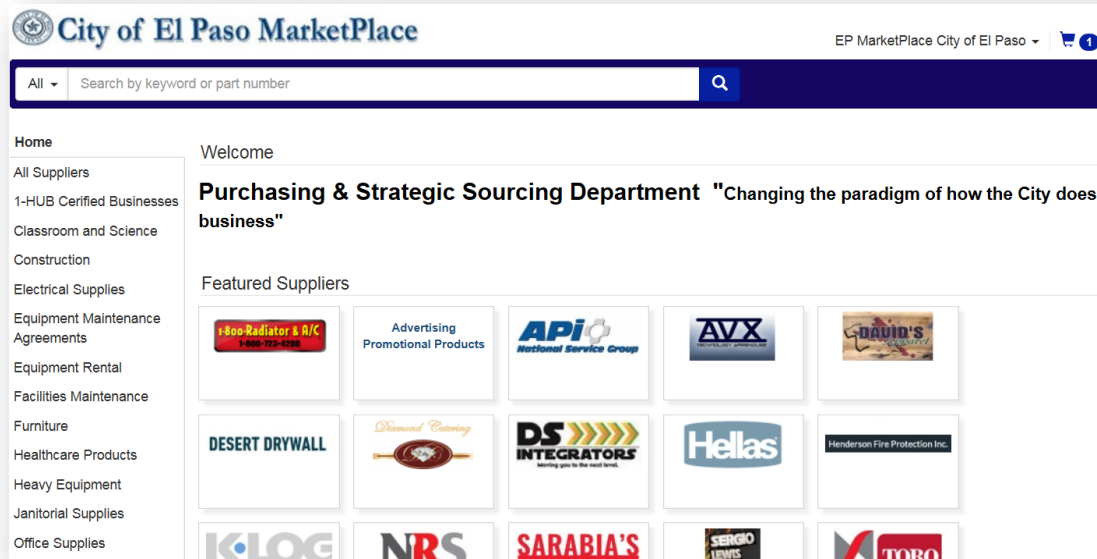 City of El Paso MarketPlace
EP MarketPlace City of El Paso
1
All
Search by keyword or part number
Home
All Suppliers
1-HUB Cerified Businesses
Classroom and Science
Construction
Electrical Supplies
Equipment Maintenance
Agreements
Equipment Rental
Facilities Maintenance
Furniture
Healthcare Products
Heavy Equipment
Janitorial Supplies
Office Supplies
Welcome
Purchasing & Strategic Sourcing Department "Changing the paradigm of how the City does
business"
Featured Suppliers
1-800-Radiator & A/C
1-800-723-4286
Advertising
Promotional Products
APi
National Service Group
AVX
TECHNOLOGY WAREHOUSE
DAVID'S
Apparel
DESERT DRYWALL
Diamond Catering
DS
INTEGRATORS
Moving you to the next level.
Hellas
Henderson Fire Protection Inc.
K-LOG
NRS
SARABIA'S
SERGIO
LEWIS
TORO